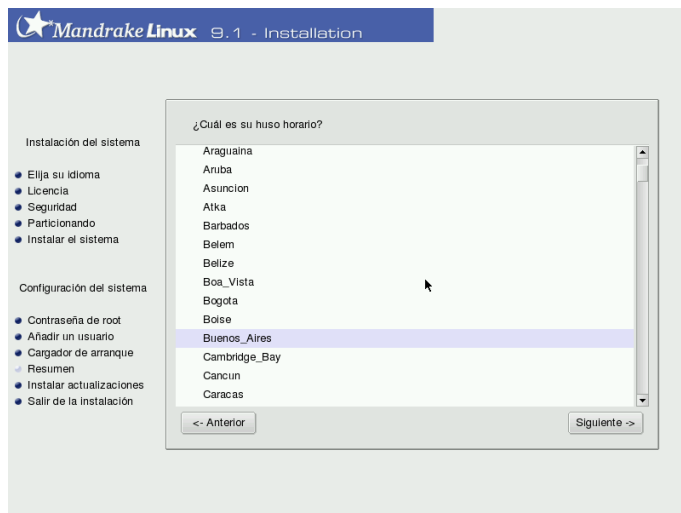 Mandrake Linux 9.1 - Installation
¿Cuál es su huso horario?
Instalación del sistema
Elija su idioma
Licencia
Seguridad
Particionando
Instalar el sistema
Configuración del sistema
Contraseña de root
Añadir un usuario
Cargador de arranque
Resumen
Instalar actualizaciones
Salir de la instalación
Araguaina
Aruba
Asuncion
Atka
Barbados
Belem
Belize
Boa_Vista
Bogota
Boise
Buenos_Aires
Cambridge_Bay
Cancun
Caracas
<- Anterior
Siguiente ->